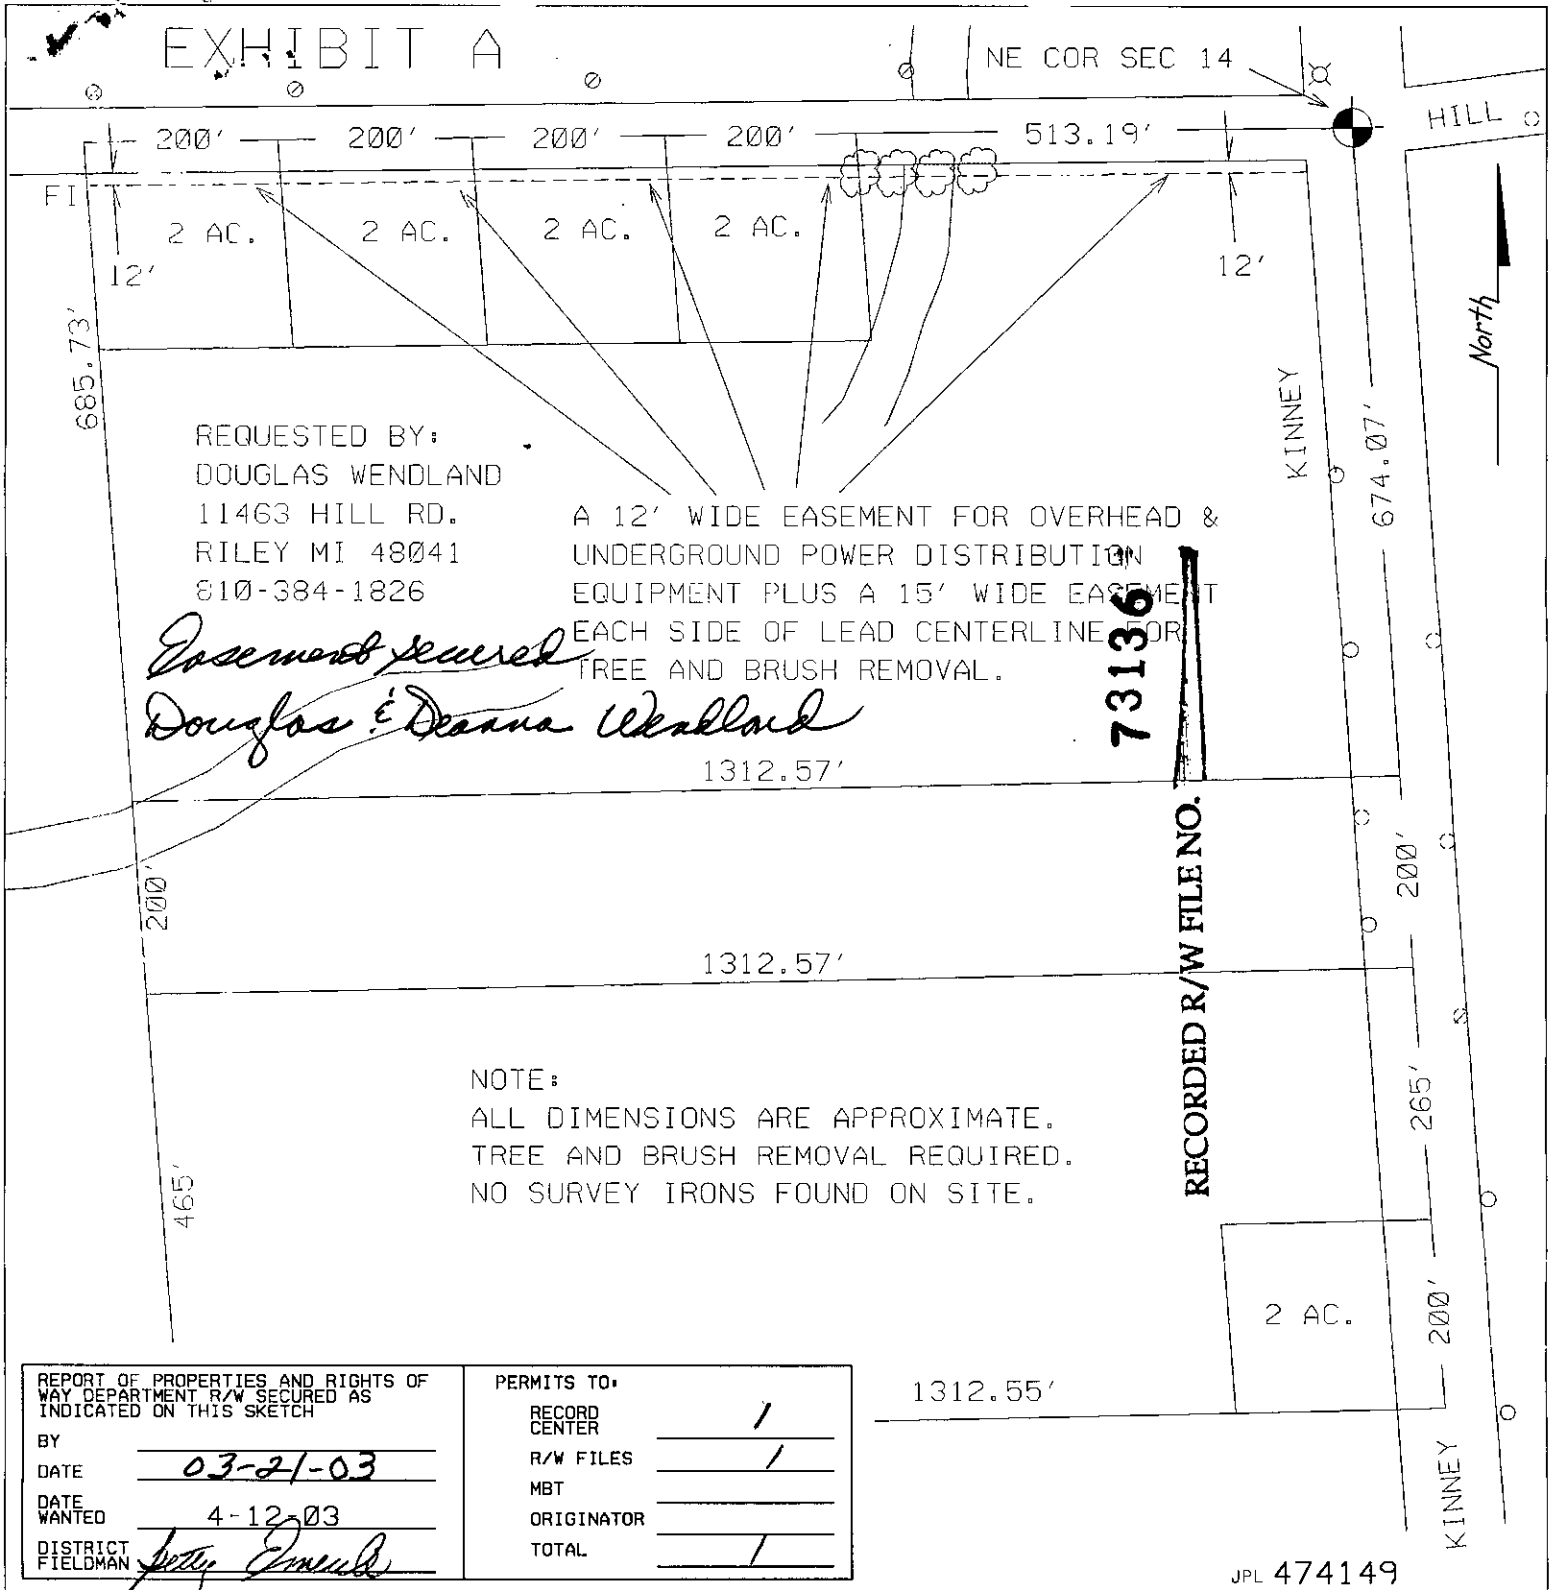 EXHIBIT A
NE COR SEC 14
HILL
200' 200' 200' 200' 513.19'
FI
2 AC. 2 AC. 2 AC. 2 AC.
12' 12'
North
685.73'
KINNEY
674.07'
REQUESTED BY:
DOUGLAS WENDLAND
11463 HILL RD.
RILEY MI 48041
810-384-1826
A 12' WIDE EASEMENT FOR OVERHEAD &
UNDERGROUND POWER DISTRIBUTION
EQUIPMENT PLUS A 15' WIDE EASEMENT
EACH SIDE OF LEAD CENTERLINE FOR
TREE AND BRUSH REMOVAL.
Easement secured
Douglas & Deanna Wendland
RECORDED R/W FILE NO. 73136
1312.57'
200'
200'
1312.57'
NOTE:
ALL DIMENSIONS ARE APPROXIMATE.
TREE AND BRUSH REMOVAL REQUIRED.
NO SURVEY IRONS FOUND ON SITE.
265'
465'
2 AC.
200'
1312.55'
KINNEY
REPORT OF PROPERTIES AND RIGHTS OF
WAY DEPARTMENT R/W SECURED AS
INDICATED ON THIS SKETCH
BY
DATE 03-21-03
DATE
WANTED 4-12-03
DISTRICT
FIELDMAN
PERMITS TO:
RECORD
CENTER 1
R/W FILES 1
MBT
ORIGINATOR
TOTAL 1
JPL 474149